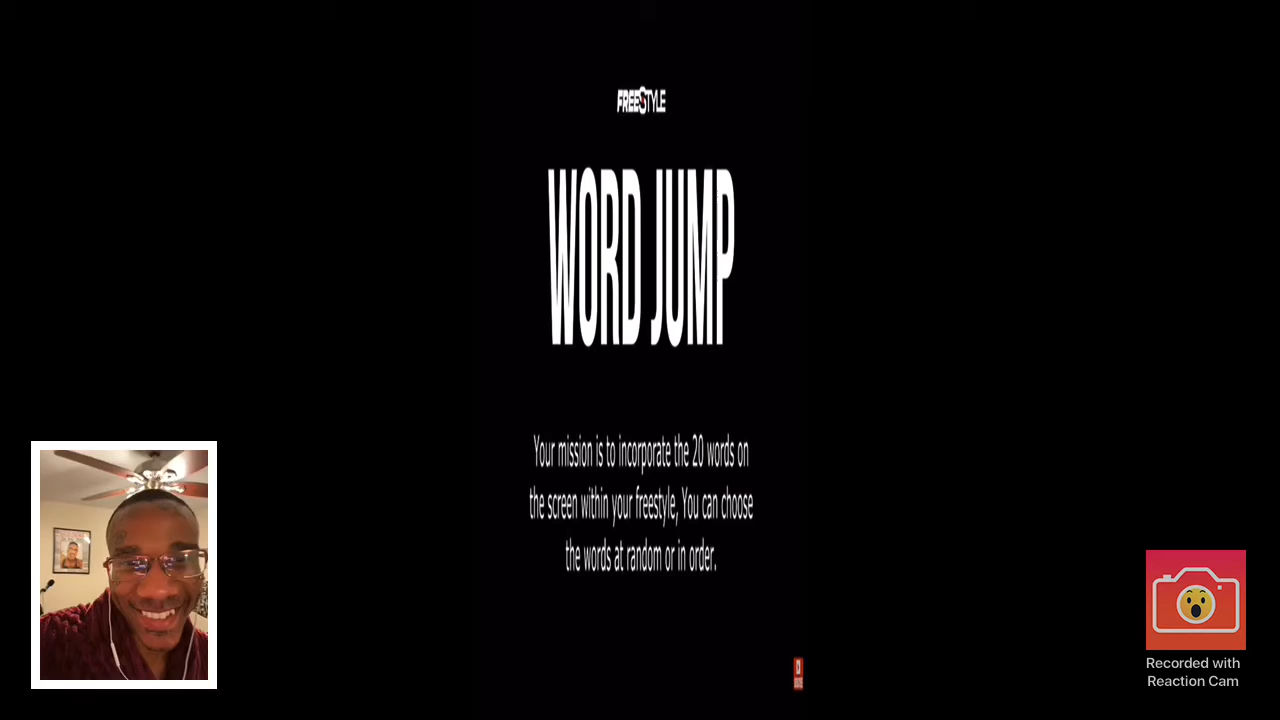 FREESTYLE
WORD JUMP
Your mission is to incorporate the 20 words on
the screen within your freestyle, You can choose
the words at random or in order.
Recorded with
Reaction Cam